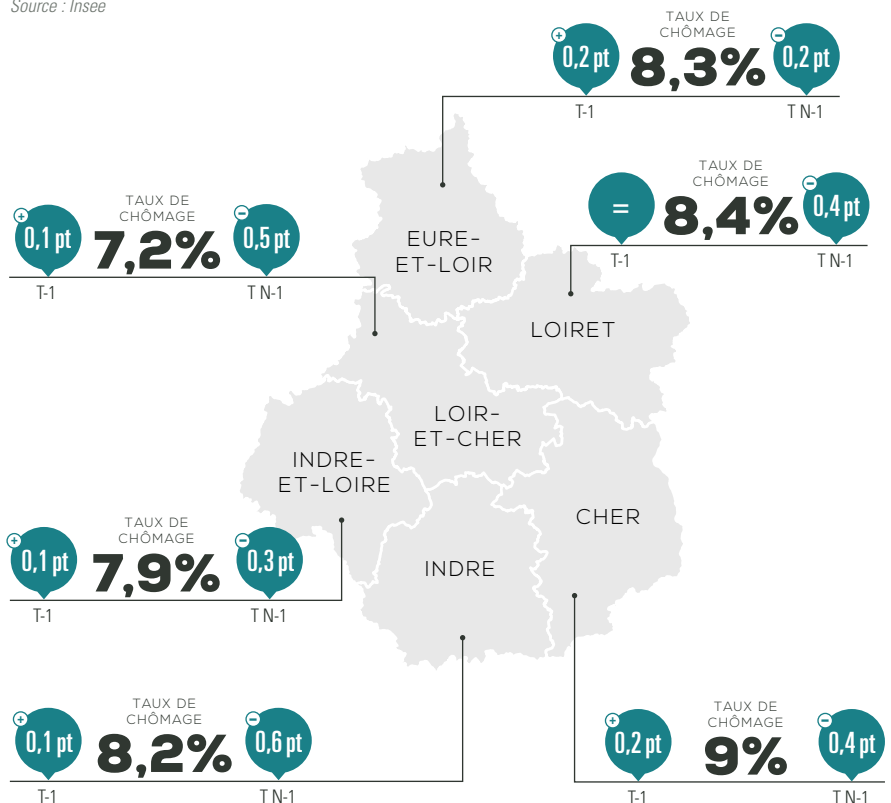 Source : Insee
TAUX DE
CHÔMAGE
+
0,2 pt
8,3%
-
0,2 pt
T-1
T N-1
TAUX DE
CHÔMAGE
=
8,4%
-
0,4 pt
T-1
T N-1
TAUX DE
CHÔMAGE
+
0,1 pt
7,2%
-
0,5 pt
T-1
T N-1
EURE-
ET-LOIR
LOIRET
LOIR-
ET-CHER
INDRE-
ET-LOIRE
CHER
INDRE
TAUX DE
CHÔMAGE
+
0,1 pt
7,9%
-
0,3 pt
T-1
T N-1
TAUX DE
CHÔMAGE
+
0,1 pt
8,2%
-
0,6 pt
T-1
T N-1
TAUX DE
CHÔMAGE
+
0,2 pt
9%
-
0,4 pt
T-1
T N-1